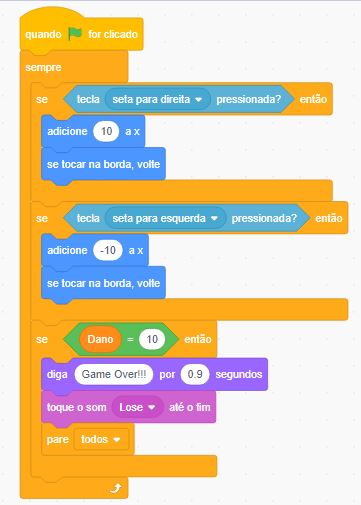 quando for clicado
sempre
se tecla seta para direita pressionada? então
adicione 10 a x
se tocar na borda, volte
se tecla seta para esquerda pressionada? então
adicione -10 a x
se tocar na borda, volte
se Dano = 10 então
diga Game Over!!! por 0.9 segundos
toque o som Lose até o fim
pare todos